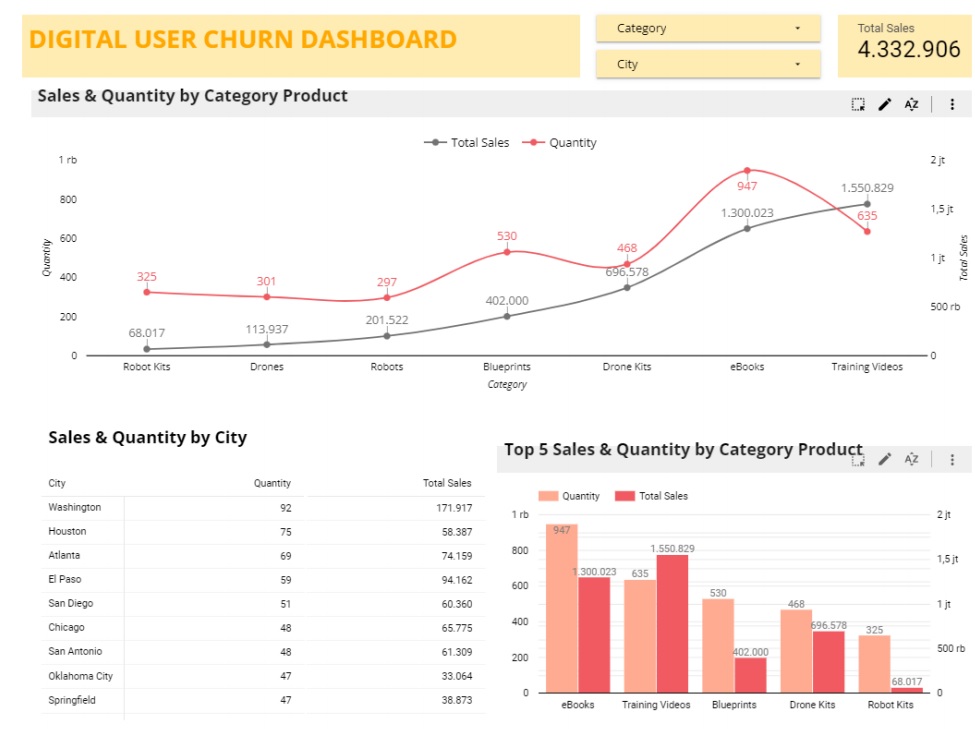 DIGITAL USER CHURN DASHBOARD
Category
City
Total Sales
4.332.906
Sales & Quantity by Category Product
Total Sales Quantity
1 rb
800
600
400
200
0
Quantity
2 jt
1,5 jt
1 jt
500 rb
0
Total Sales
325
301
297
530
468
947
635
68.017
113.937
201.522
402.000
696.578
1.300.023
1.550.829
Robot Kits Drones Robots Blueprints Drone Kits eBooks Training Videos
Category
Sales & Quantity by City
City Quantity Total Sales
Washington 92 171.917
Houston 75 58.387
Atlanta 69 74.159
El Paso 59 94.162
San Diego 51 60.360
Chicago 48 65.775
San Antonio 48 61.309
Oklahoma City 47 33.064
Springfield 47 38.873
Top 5 Sales & Quantity by Category Product
Quantity Total Sales
1 rb
800
600
400
200
0
2 jt
1,5 jt
1 jt
500 rb
0
947
1.300.023
635
1.550.829
530
402.000
468
696.578
325
68.017
eBooks Training Videos Blueprints Drone Kits Robot Kits